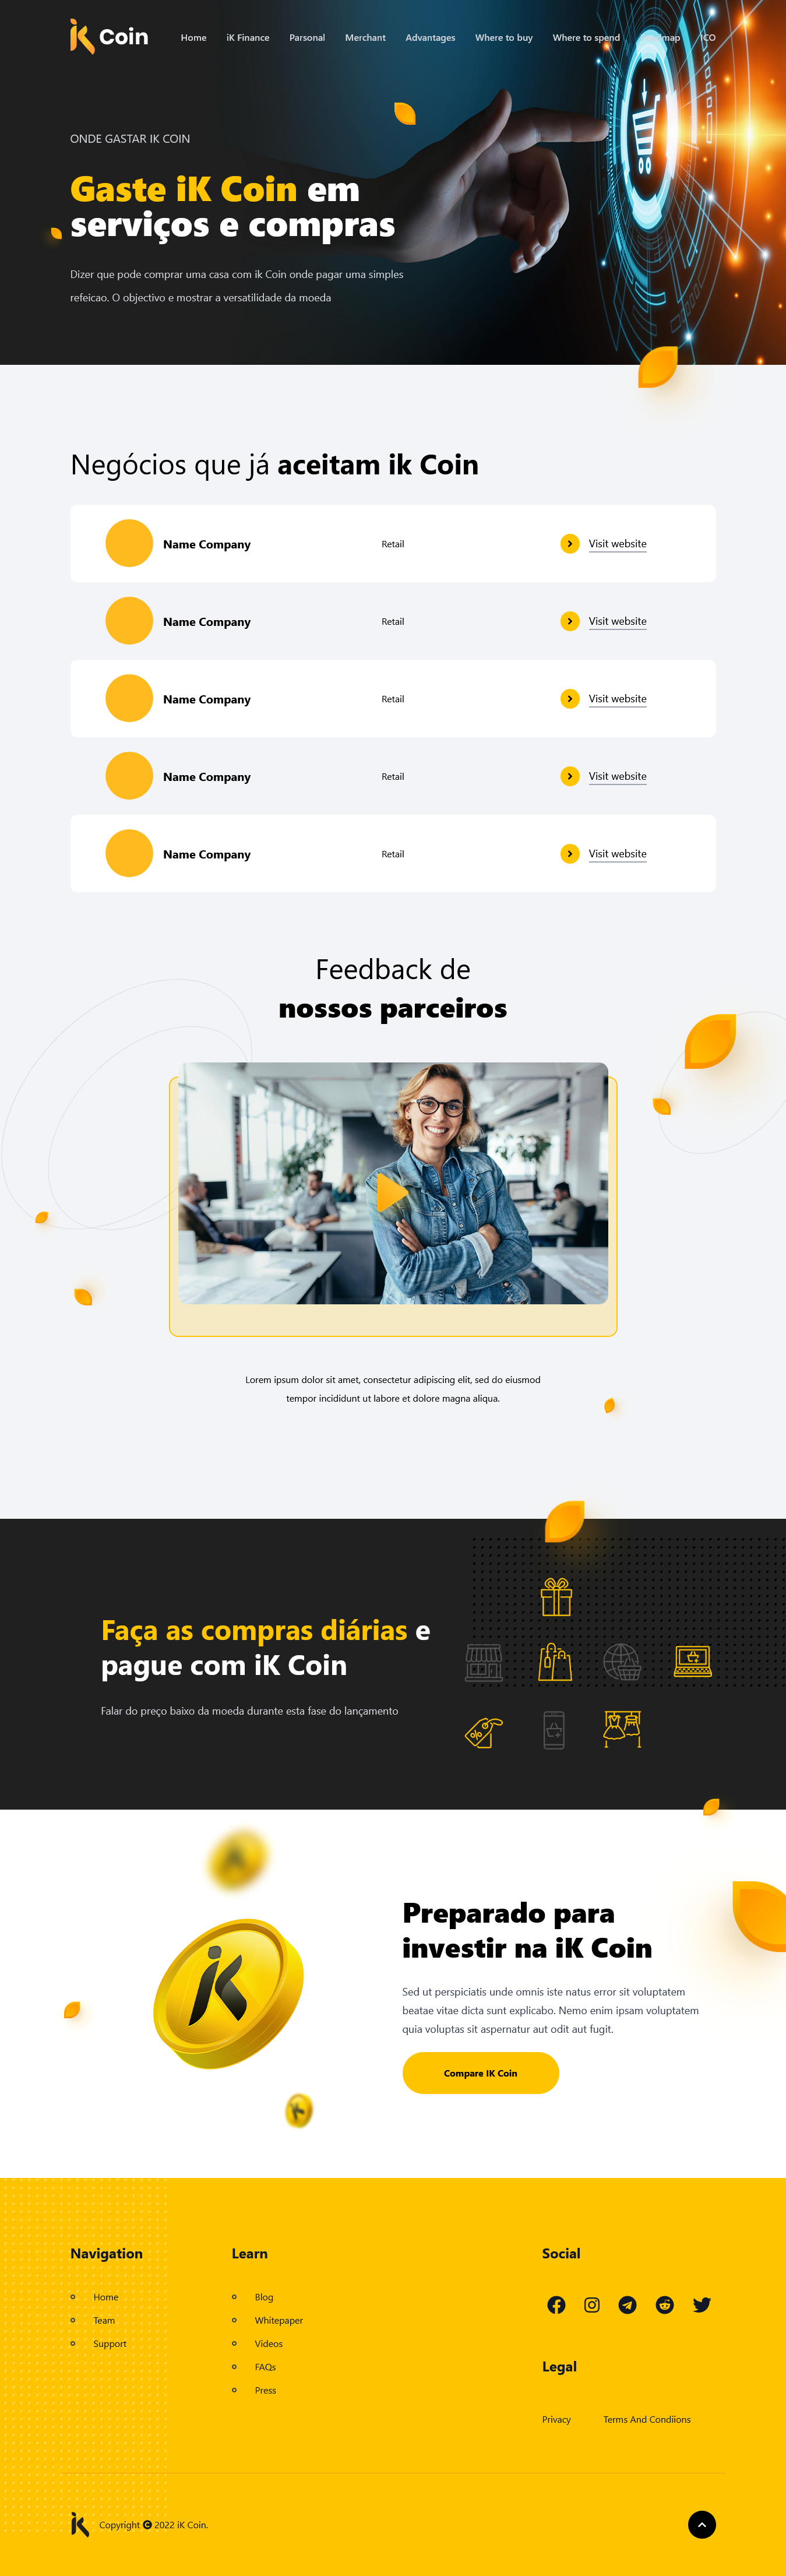 iK Coin
Home iK Finance Parsonal Merchant Advantages Where to buy Where to spend Roadmap ICO
ONDE GASTAR IK COIN
Gaste iK Coin em
serviços e compras
Dizer que pode comprar uma casa com ik Coin onde pagar uma simples
refeicao. O objectivo e mostrar a versatilidade da moeda
Negócios que já aceitam ik Coin
Name Company Retail Visit website
Name Company Retail Visit website
Name Company Retail Visit website
Name Company Retail Visit website
Name Company Retail Visit website
Feedback de
nossos parceiros
Lorem ipsum dolor sit amet, consectetur adipiscing elit, sed do eiusmod
tempor incididunt ut labore et dolore magna aliqua.
Faça as compras diárias e
pague com iK Coin
Falar do preço baixo da moeda durante esta fase do lançamento
iK
Preparado para
investir na iK Coin
Sed ut perspiciatis unde omnis iste natus error sit voluptatem
beatae vitae dicta sunt explicabo. Nemo enim ipsam voluptatem
quia voluptas sit aspernatur aut odit aut fugit.
Compare IK Coin
Navigation
Home
Team
Support
Learn
Blog
Whitepaper
Videos
FAQs
Press
Social
Legal
Privacy Terms And Condiions
iK Copyright C 2022 iK Coin.